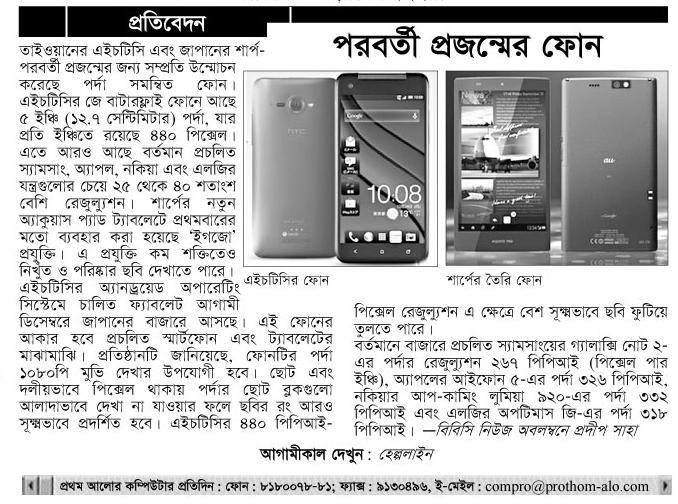 প্রতিবেদন
পরবর্তী প্রজন্মের ফোন
তাইওয়ানের এইচটিসি এবং জাপানের শার্প-
পরবর্তী প্রজন্মের জন্য সম্প্রতি উন্মোচন
করেছে পর্দা সমন্বিত ফোন।
এইচটিসির জে বাটারফ্লাই ফোনে আছে
৫ ইঞ্চি (১২.৭ সেন্টিমিটার) পর্দা, যার
প্রতি ইঞ্চিতে রয়েছে ৪৪০ পিক্সেল।
এতে আরও আছে বর্তমান প্রচলিত
স্যামসাং, অ্যাপল, নকিয়া এবং এলজির
যন্ত্রগুলোর চেয়ে ২৫ থেকে ৪০ শতাংশ
বেশি রেজুল্যুশন। শার্পের নতুন
অ্যাকুয়াস প্যাড ট্যাবলেটে প্রথমবারের
মতো ব্যবহার করা হয়েছে ‘ইগজো’
প্রযুক্তি। এ প্রযুক্তি কম শক্তিতেও
নিখুঁত ও পরিষ্কার ছবি দেখাতে পারে।
এইচটিসির অ্যানড্রয়েড অপারেটিং
সিস্টেমে চালিত ফ্যাবলেট আগামী
ডিসেম্বরে জাপানের বাজারে আসছে। এই ফোনের
আকার হবে প্রচলিত স্মার্টফোন এবং ট্যাবলেটের
মাঝামাঝি। প্রতিষ্ঠানটি জানিয়েছে, ফোনটির পর্দা
১০৮০পি মুভি দেখার উপযোগী হবে। ছোট এবং
দলীয়ভাবে পিক্সেল থাকায় পর্দার ছোট ব্লকগুলো
আলাদাভাবে দেখা না যাওয়ার ফলে ছবির রং আরও
সূক্ষ্মভাবে প্রদর্শিত হবে। এইচটিসির ৪৪০ পিপিআই-
hTC
Google
10:08
এইচটিসির ফোন
News
au
শার্পের তৈরি ফোন
পিক্সেল রেজুল্যুশন এ ক্ষেত্রে বেশ সূক্ষ্মভাবে ছবি ফুটিয়ে
তুলতে পারে।
বর্তমানে বাজারে প্রচলিত স্যামসাংয়ের গ্যালাক্সি নোট ২-
এর পর্দার রেজুল্যুশন ২৬৭ পিপিআই (পিক্সেল পার
ইঞ্চি), অ্যাপলের আইফোন ৫-এর পর্দা ৩২৬ পিপিআই,
নকিয়ার আপ-কামিং লুমিয়া ৯২০-এর পর্দা ৩৩২
পিপিআই এবং এলজির অপটিমাস জি-এর পর্দা ৩১৮
পিপিআই। —বিবিসি নিউজ অবলম্বনে প্রদীপ সাহা
আগামীকাল দেখুন : হেল্পলাইন
প্রথম আলোর কম্পিউটার প্রতিদিন : ফোন : ৮১৮০০৭৮-৮১; ফ্যাক্স : ৯১৩০৪৯৬, ই-মেইল : compro@prothom-alo.com